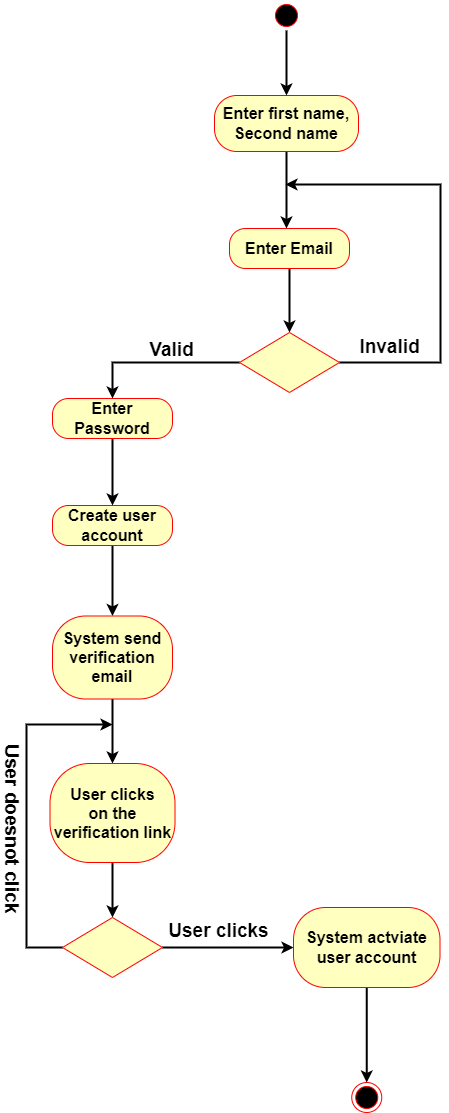 Enter first name,
Second name
Enter Email
Valid
Invalid
Enter
Password
Create user
account
System send
verification
email
User doesnot click
User clicks
on the
verification link
User clicks
System actviate
user account